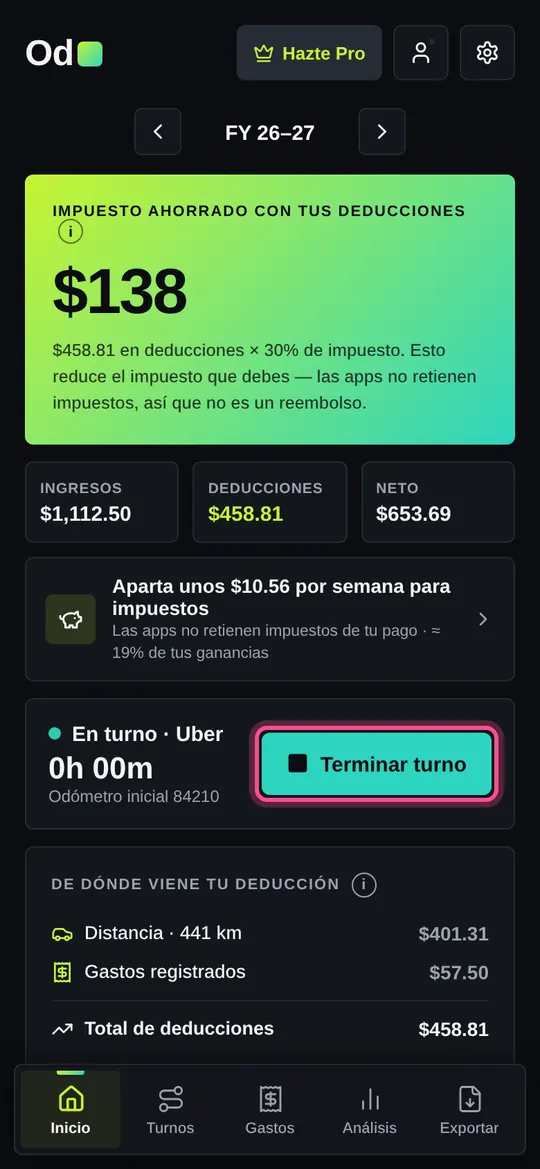 Od
Hazte Pro
FY 26–27
IMPUESTO AHORRADO CON TUS DEDUCCIONES
i
$138
$458.81 en deducciones × 30% de impuesto. Esto
reduce el impuesto que debes — las apps no retienen
impuestos, así que no es un reembolso.
INGRESOS
$1,112.50
DEDUCCIONES
$458.81
NETO
$653.69
Aparta unos $10.56 por semana para
impuestos
Las apps no retienen impuestos de tu pago · ≈
19% de tus ganancias
En turno · Uber
0h 00m
Odómetro inicial 84210
Terminar turno
DE DÓNDE VIENE TU DEDUCCIÓN i
Distancia · 441 km $401.31
Gastos registrados $57.50
Total de deducciones $458.81
Inicio
Turnos
Gastos
Análisis
Exportar